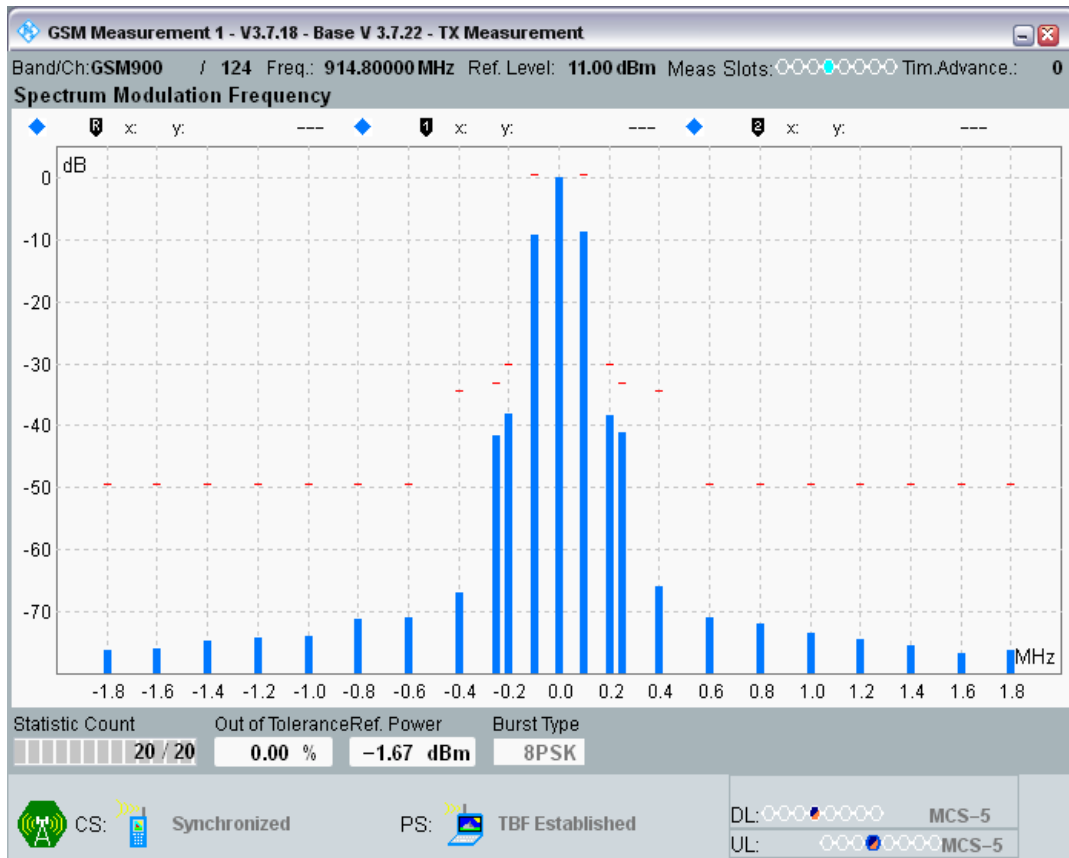 GSM Measurement 1 - V3.7.18 - Base V 3.7.22 - TX Measurement
Band/Ch:GSM900 / 124 Freq.: 914.80000 MHz Ref. Level: 11.00 dBm Meas Slots: Tim.Advance.: 0
Spectrum Modulation Frequency
R x: y: --- 1 x: y: --- 2 x: y: ---
dB
0
-10
-20
-30
-40
-50
-60
-70
MHz
-1.8 -1.6 -1.4 -1.2 -1.0 -0.8 -0.6 -0.4 -0.2 0.0 0.2 0.4 0.6 0.8 1.0 1.2 1.4 1.6 1.8
Statistic Count Out of Tolerance Ref. Power Burst Type
20 / 20 0.00 % −1.67 dBm 8PSK
CS: Synchronized PS: TBF Established DL: MCS−5
UL: MCS−5